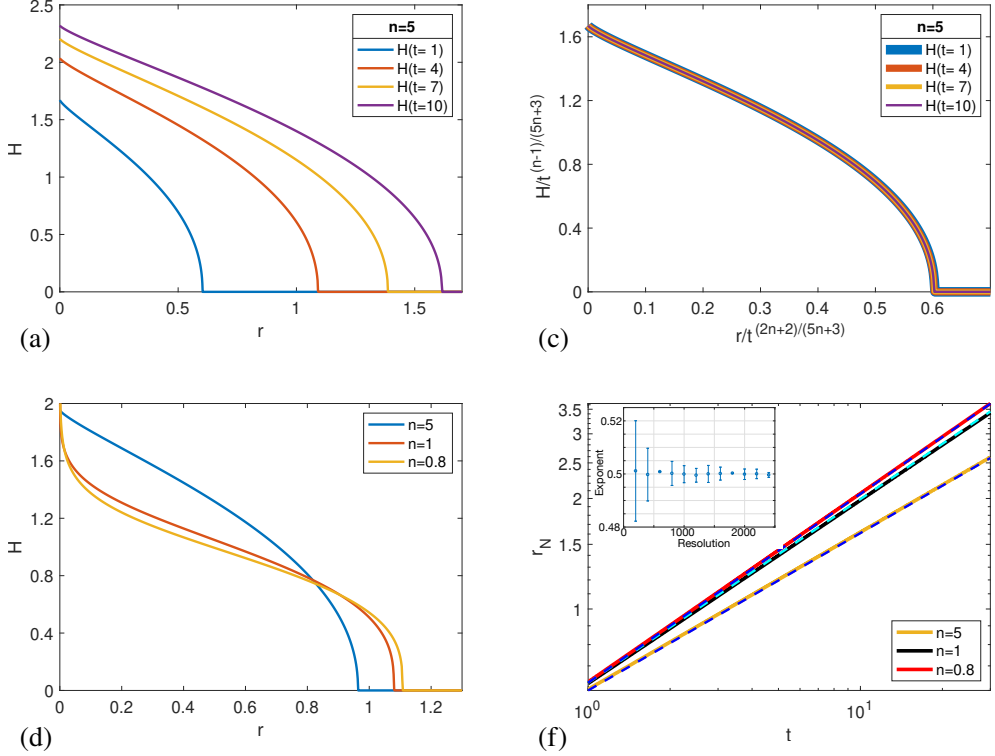 2.5
2
1.5
1
0.5
0
H
0
0.5
1
1.5
r
(a)
n=5
H(t= 1)
H(t= 4)
H(t= 7)
H(t=10)
1.6
1.2
0.8
0.4
0
H/t^(n-1)/(5n+3)
0
0.1
0.2
0.3
0.4
0.5
0.6
r/t^(2n+2)/(5n+3)
(c)
n=5
H(t= 1)
H(t= 4)
H(t= 7)
H(t=10)
2
1.6
1.2
0.8
0.4
0
H
0
0.2
0.4
0.6
0.8
1
1.2
r
(d)
n=5
n=1
n=0.8
3.5
3
2.5
2
1.5
1
r_N
10^0
10^1
t
(f)
0.52
0.5
0.48
Exponent
0
1000
2000
Resolution
n=5
n=1
n=0.8